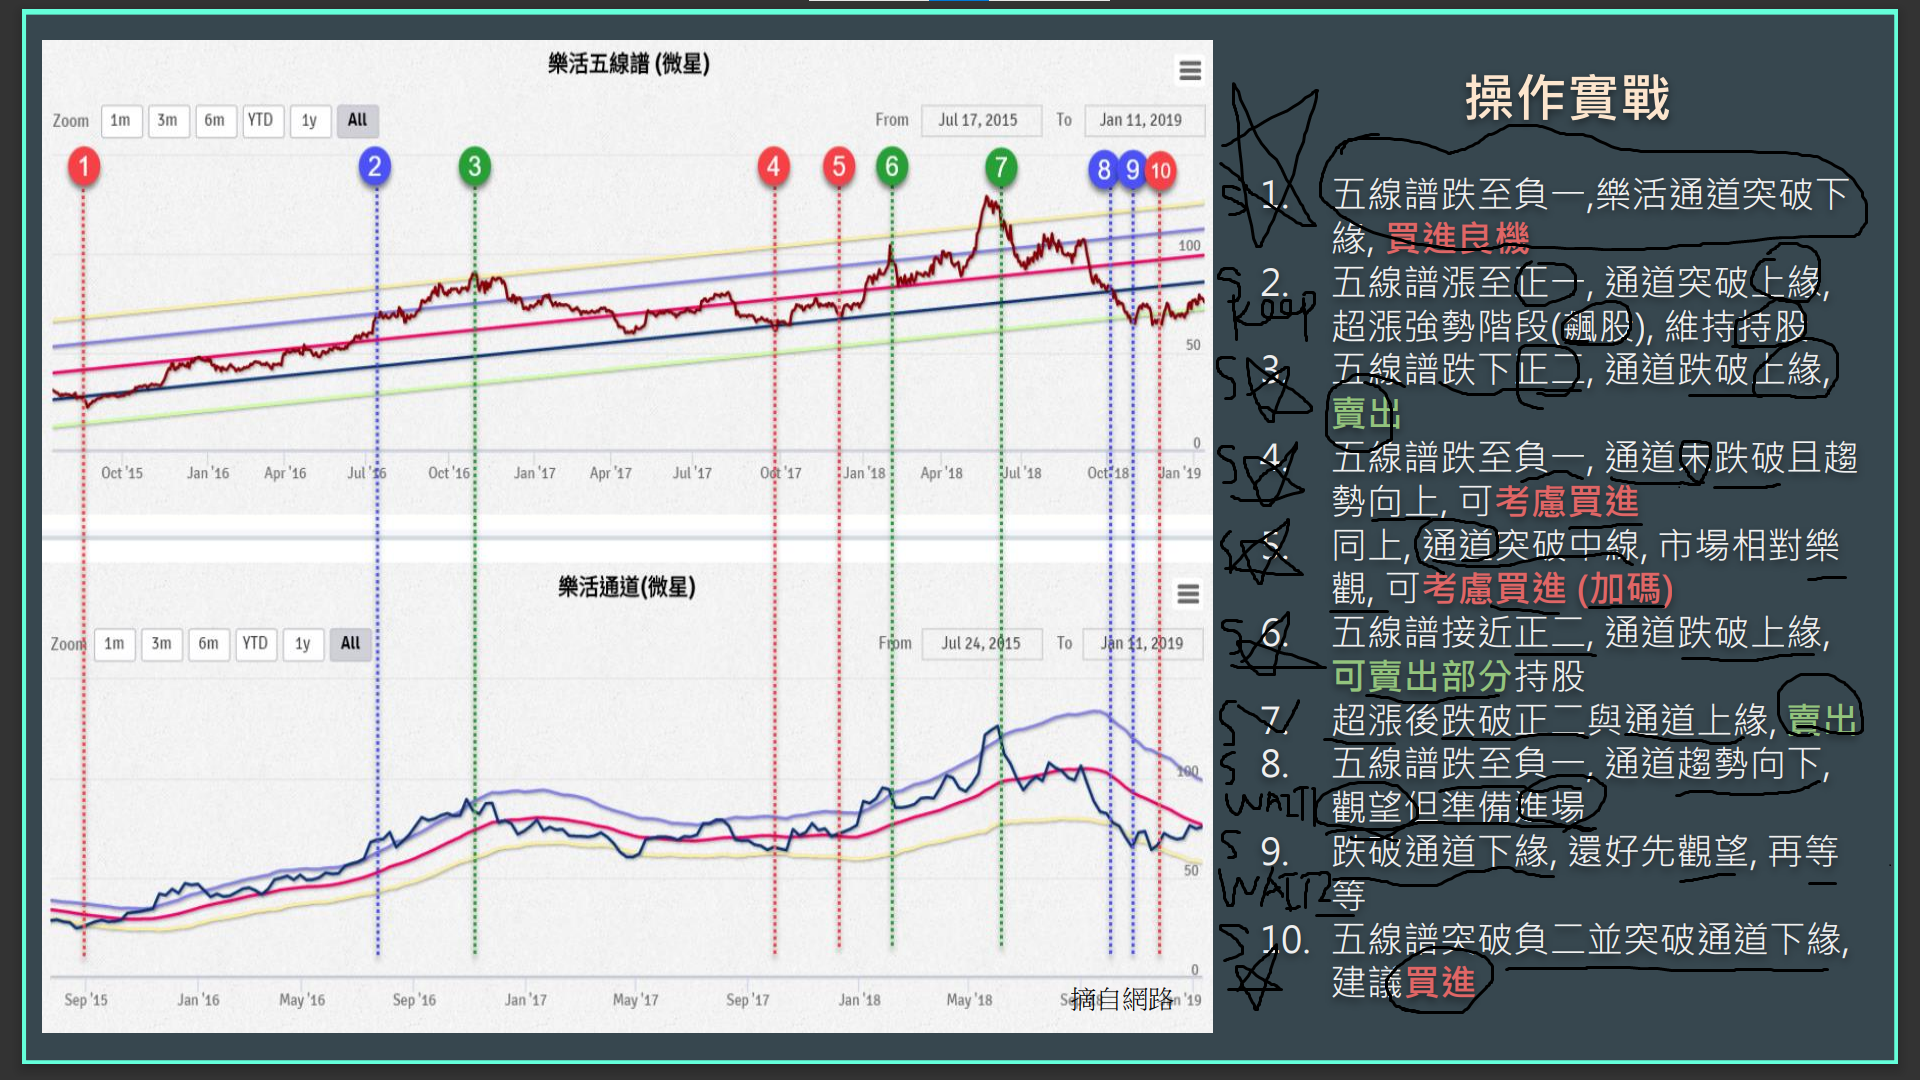 樂活五線譜 (微星)
Zoom 1m 3m 6m YTD 1y All From Jul 17, 2015 To Jan 11, 2019
1 2 3 4 5 6 7 8 9 10
100
50
0
Oct '15 Jan '16 Apr '16 Jul '16 Oct '16 Jan '17 Apr '17 Jul '17 Oct '17 Jan '18 Apr '18 Jul '18 Oct '18 Jan '19
樂活通道(微星)
Zoom 1m 3m 6m YTD 1y All From Jul 24, 2015 To Jan 11, 2019
100
50
0
Sep '15 Jan '16 May '16 Sep '16 Jan '17 May '17 Sep '17 Jan '18 May '18 Sep '18 Jan '19
摘自網路
操作實戰
S 1. 五線譜跌至負一,樂活通道突破下
緣, 買進良機
S 2. 五線譜漲至正一, 通道突破上緣,
keep 超漲強勢階段(飆股), 維持持股
S 3. 五線譜跌下正二, 通道跌破上緣,
賣出
S 4. 五線譜跌至負一, 通道未跌破且趨
勢向上, 可考慮買進
S 5. 同上, 通道突破中線, 市場相對樂
觀, 可考慮買進 (加碼)
S 6. 五線譜接近正二, 通道跌破上緣,
可賣出部分持股
S 7. 超漲後跌破正二與通道上緣, 賣出
S 8. 五線譜跌至負一, 通道趨勢向下,
WAIT1 觀望但準備進場
S 9. 跌破通道下緣, 還好先觀望, 再等
WAIT2 等
S 10. 五線譜突破負二並突破通道下緣,
建議買進